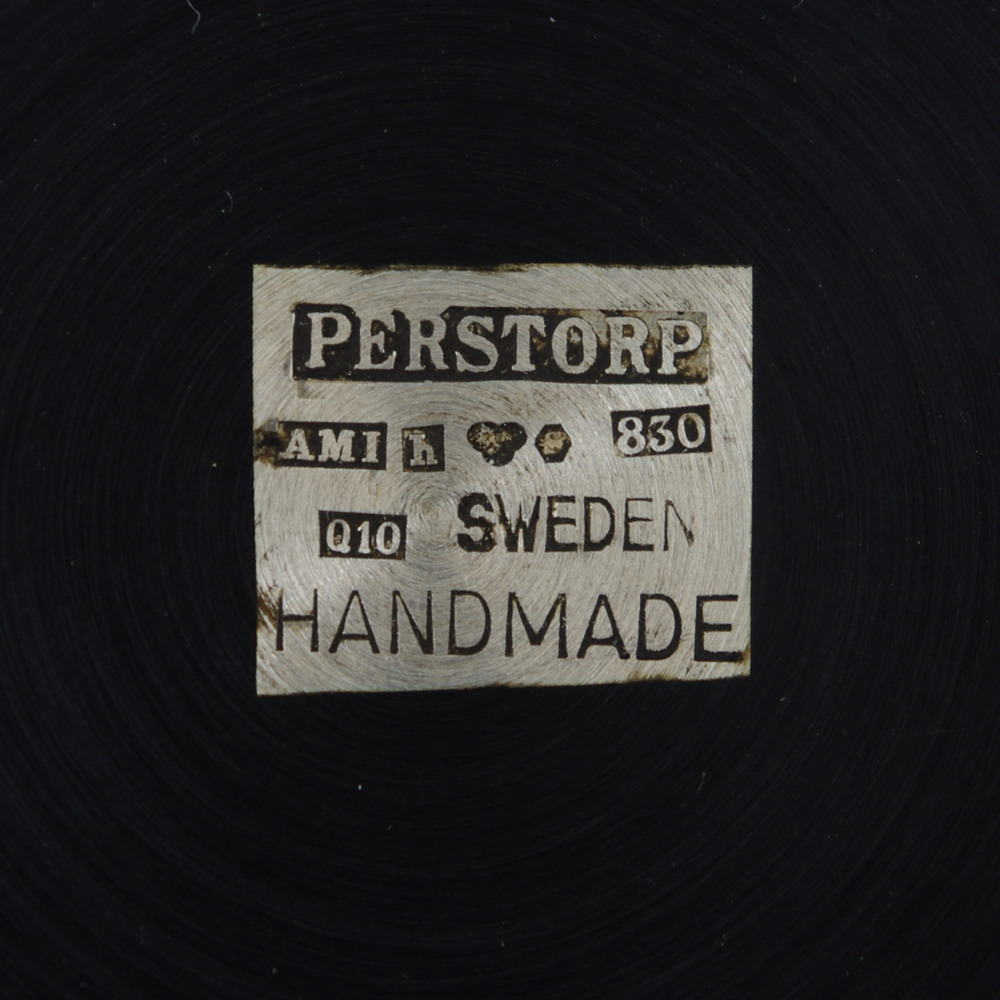 PERSTORP
AMI h 830
Q10 SWEDEN
HANDMADE